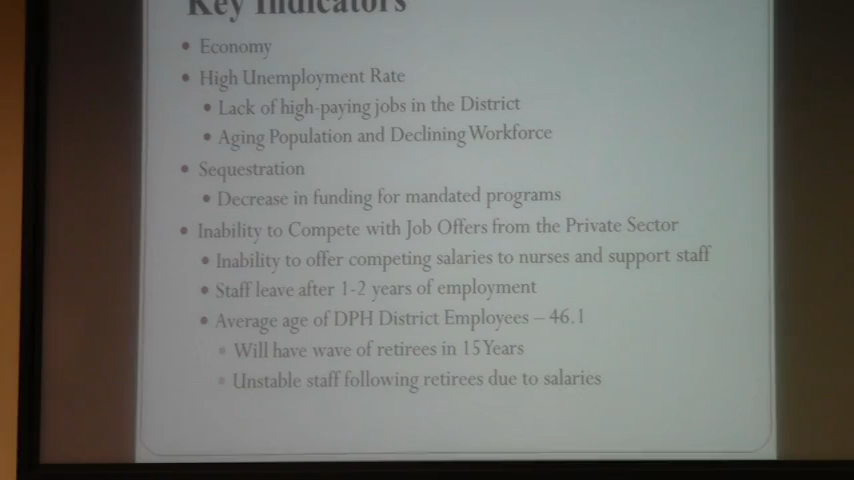 Key Indicators
• Economy
• High Unemployment Rate
• Lack of high-paying jobs in the District
• Aging Population and Declining Workforce
• Sequestration
• Decrease in funding for mandated programs
• Inability to Compete with Job Offers from the Private Sector
• Inability to offer competing salaries to nurses and support staff
• Staff leave after 1-2 years of employment
• Average age of DPH District Employees – 46.1
• Will have wave of retirees in 15 Years
• Unstable staff following retirees due to salaries